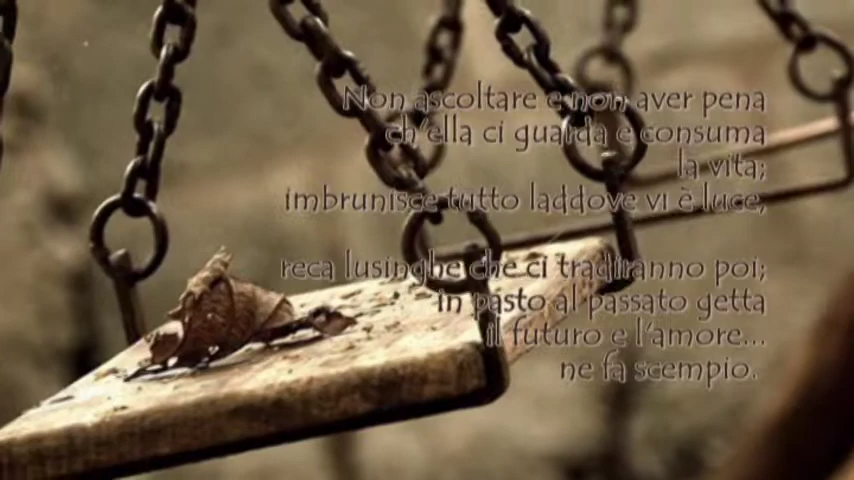 Non ascoltare e non aver pena
ch'ella ci guarda e consuma
la vita;
imbrunisce tutto laddove vi è luce,
reca lusinghe che ci tradiranno poi;
in pasto al passato getta
il futuro e l'amore...
ne fa scempio.